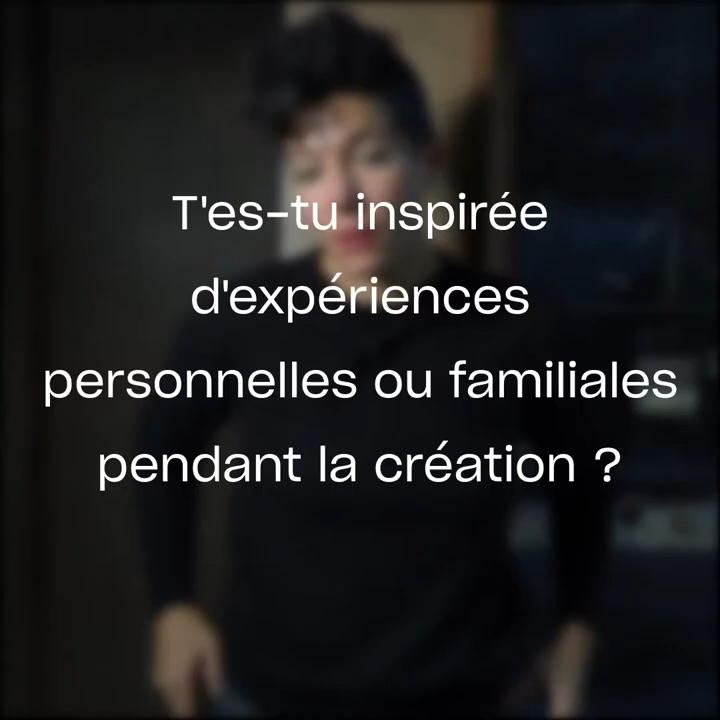 T'es-tu inspirée
d'expériences
personnelles ou familiales
pendant la création ?